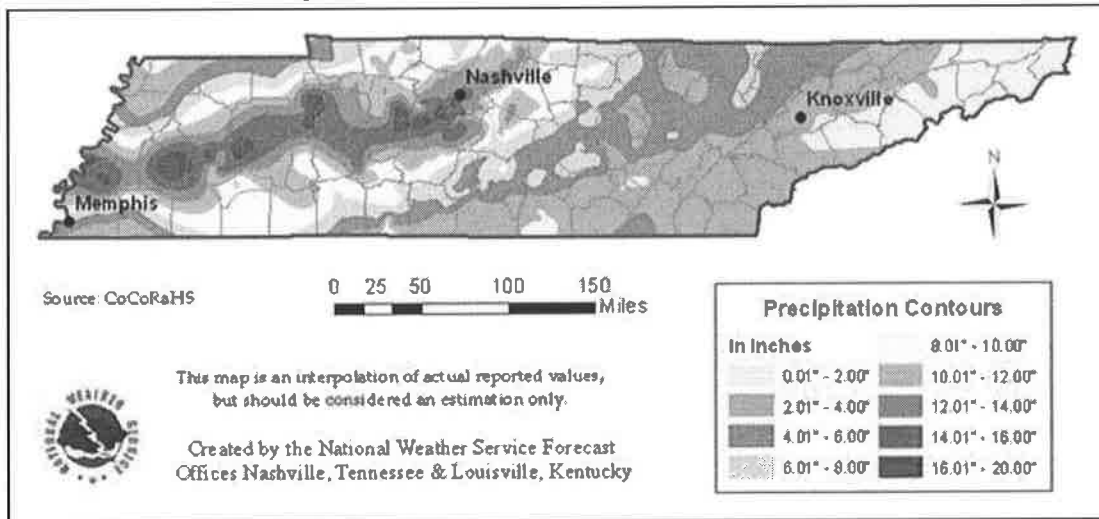 Nashville
Knoxville
Memphis
N
Source: CoCoRaHS
0 25 50 100 150
Miles
This map is an interpolation of actual reported values,
but should be considered an estimation only.
Created by the National Weather Service Forecast
Offices Nashville, Tennessee & Louisville, Kentucky
NATIONAL WEATHER
Precipitation Contours
In Inches
0.01" - 2.00"
2.01" - 4.00"
4.01" - 6.00"
6.01" - 8.00"
8.01" - 10.00"
10.01" - 12.00"
12.01" - 14.00"
14.01" - 16.00"
16.01" - 20.00"